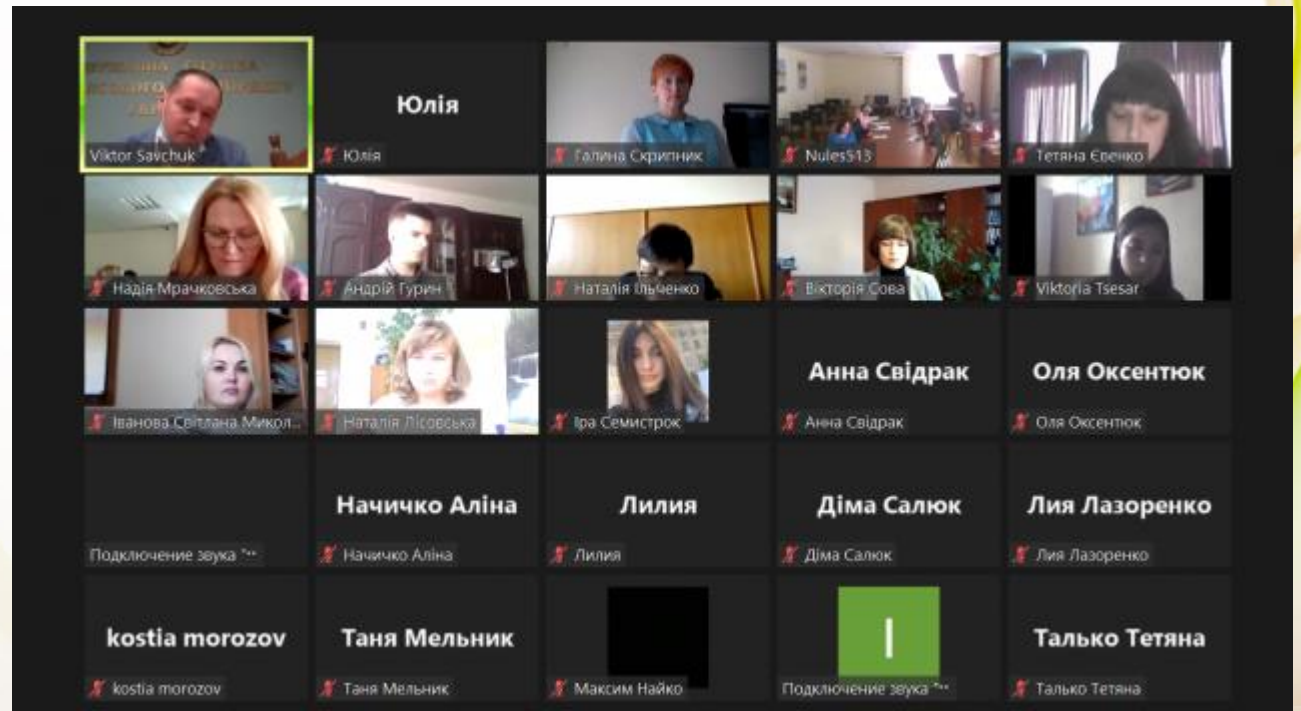 Viktor Savchuk
Юлія
Юлія
Галина Скрипник
Nules513
Тетяна Євенко
Надія Мрачковська
Андрій Гурин
Наталія Ільченко
Вікторія Сова
Viktoria Tsesar
Іванова Світлана Микол...
Наталія Лісовська
Іра Семистрок
Анна Свідрак
Анна Свідрак
Оля Оксентюк
Оля Оксентюк
Подключение звука "••
Начичко Аліна
Начичко Аліна
Лилия
Лилия
Діма Салюк
Діма Салюк
Лия Лазоренко
Лия Лазоренко
kostia morozov
kostia morozov
Таня Мельник
Таня Мельник
Максим Найко
І
Подключение звука "••
Талько Тетяна
Талько Тетяна